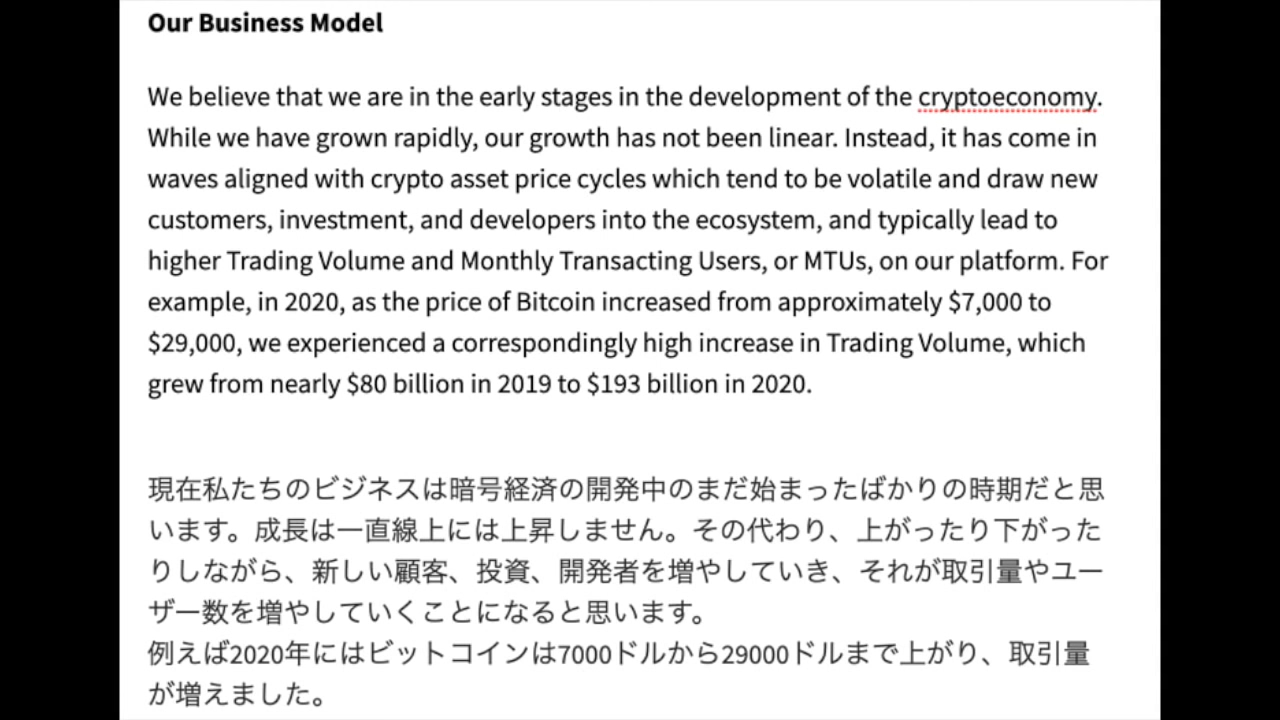 Our Business Model
We believe that we are in the early stages in the development of the cryptoeconomy.
While we have grown rapidly, our growth has not been linear. Instead, it has come in
waves aligned with crypto asset price cycles which tend to be volatile and draw new
customers, investment, and developers into the ecosystem, and typically lead to
higher Trading Volume and Monthly Transacting Users, or MTUs, on our platform. For
example, in 2020, as the price of Bitcoin increased from approximately $7,000 to
$29,000, we experienced a correspondingly high increase in Trading Volume, which
grew from nearly $80 billion in 2019 to $193 billion in 2020.
現在私たちのビジネスは暗号経済の開発中のまだ始まったばかりの時期だと思
います。成長は一直線上には上昇しません。その代わり、上がったり下がった
りしながら、新しい顧客、投資、開発者を増やしていき、それが取引量やユー
ザー数を増やしていくことになると思います。
例えば2020年にはビットコインは7000ドルから29000ドルまで上がり、取引量
が増えました。